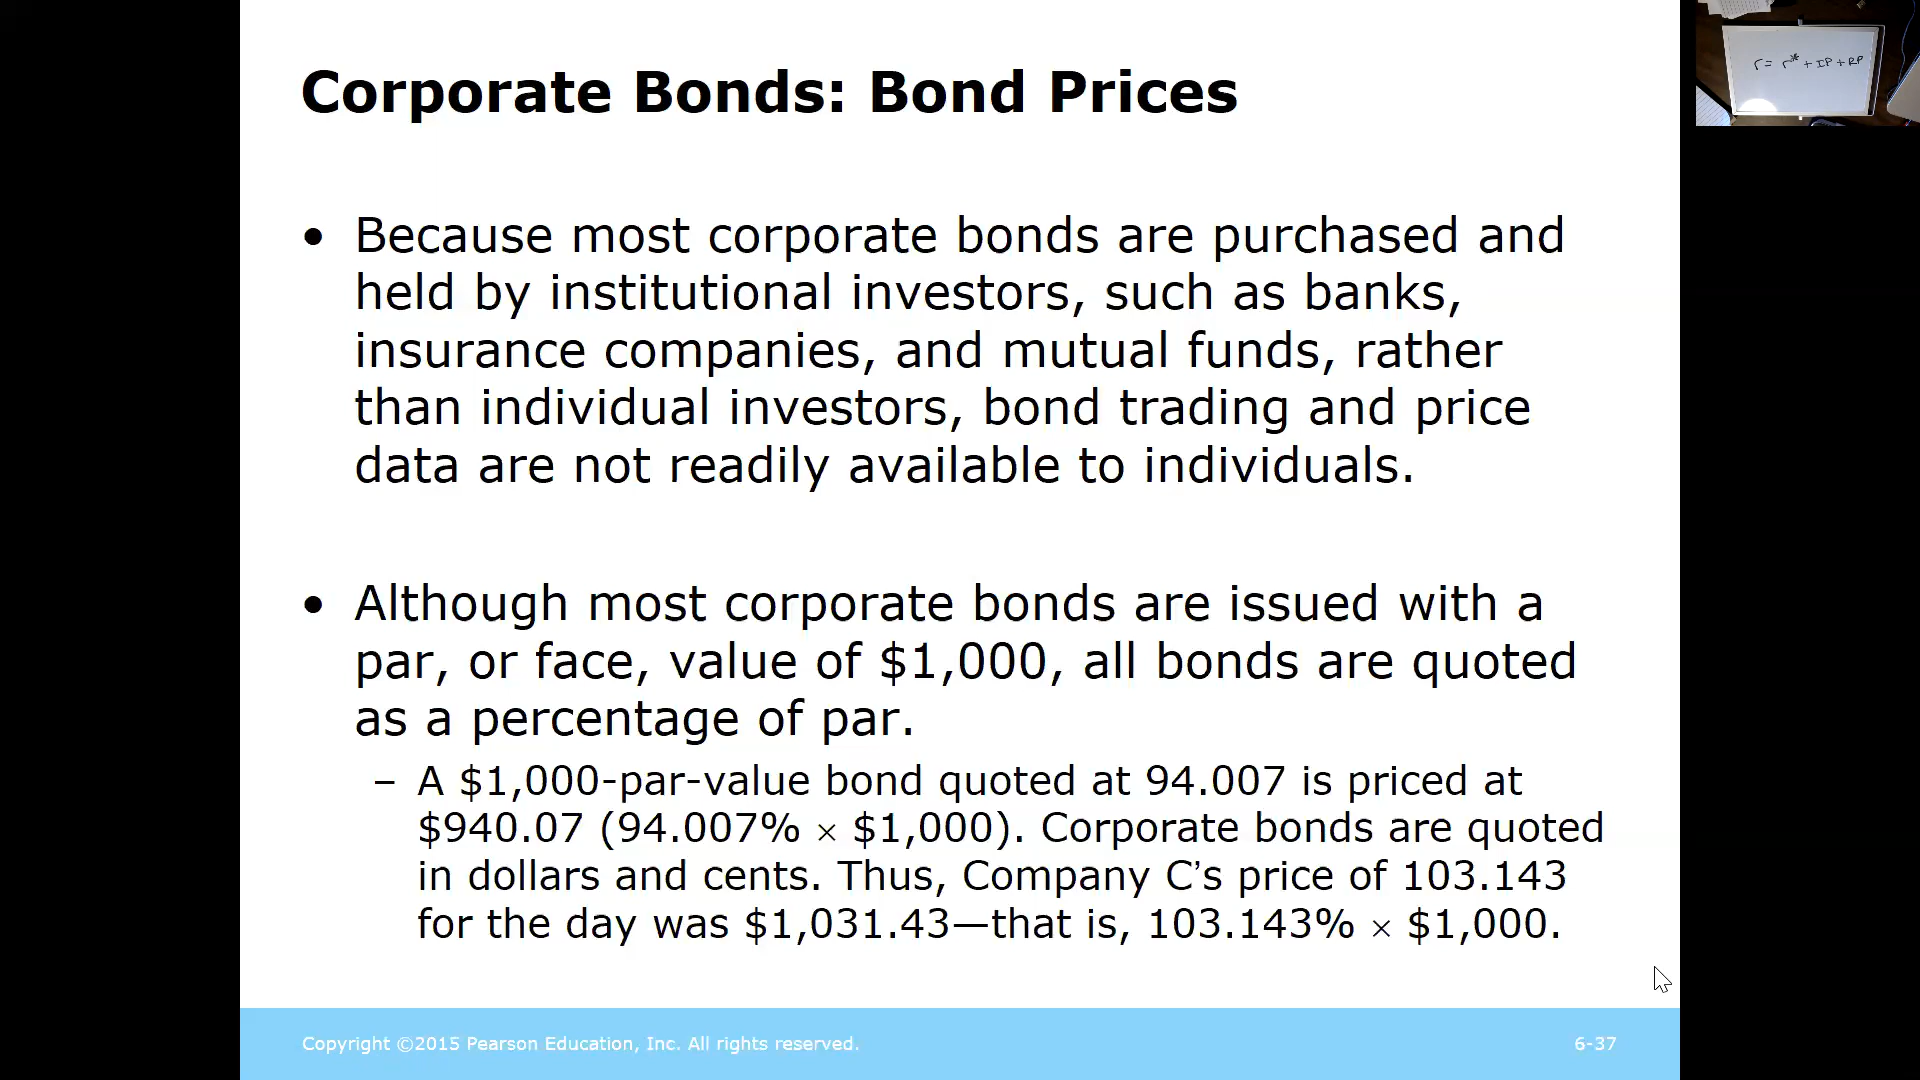 Corporate Bonds: Bond Prices
• Because most corporate bonds are purchased and
held by institutional investors, such as banks,
insurance companies, and mutual funds, rather
than individual investors, bond trading and price
data are not readily available to individuals.
• Although most corporate bonds are issued with a
par, or face, value of $1,000, all bonds are quoted
as a percentage of par.
– A $1,000-par-value bond quoted at 94.007 is priced at
$940.07 (94.007% × $1,000). Corporate bonds are quoted
in dollars and cents. Thus, Company C’s price of 103.143
for the day was $1,031.43—that is, 103.143% × $1,000.
Copyright ©2015 Pearson Education, Inc. All rights reserved.
6-37
r = r* + IP + RP